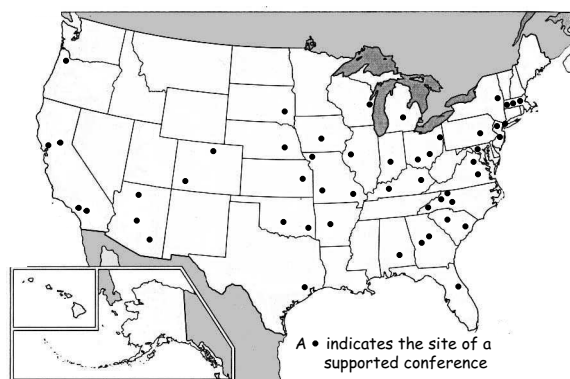 A • indicates the site of a
supported conference